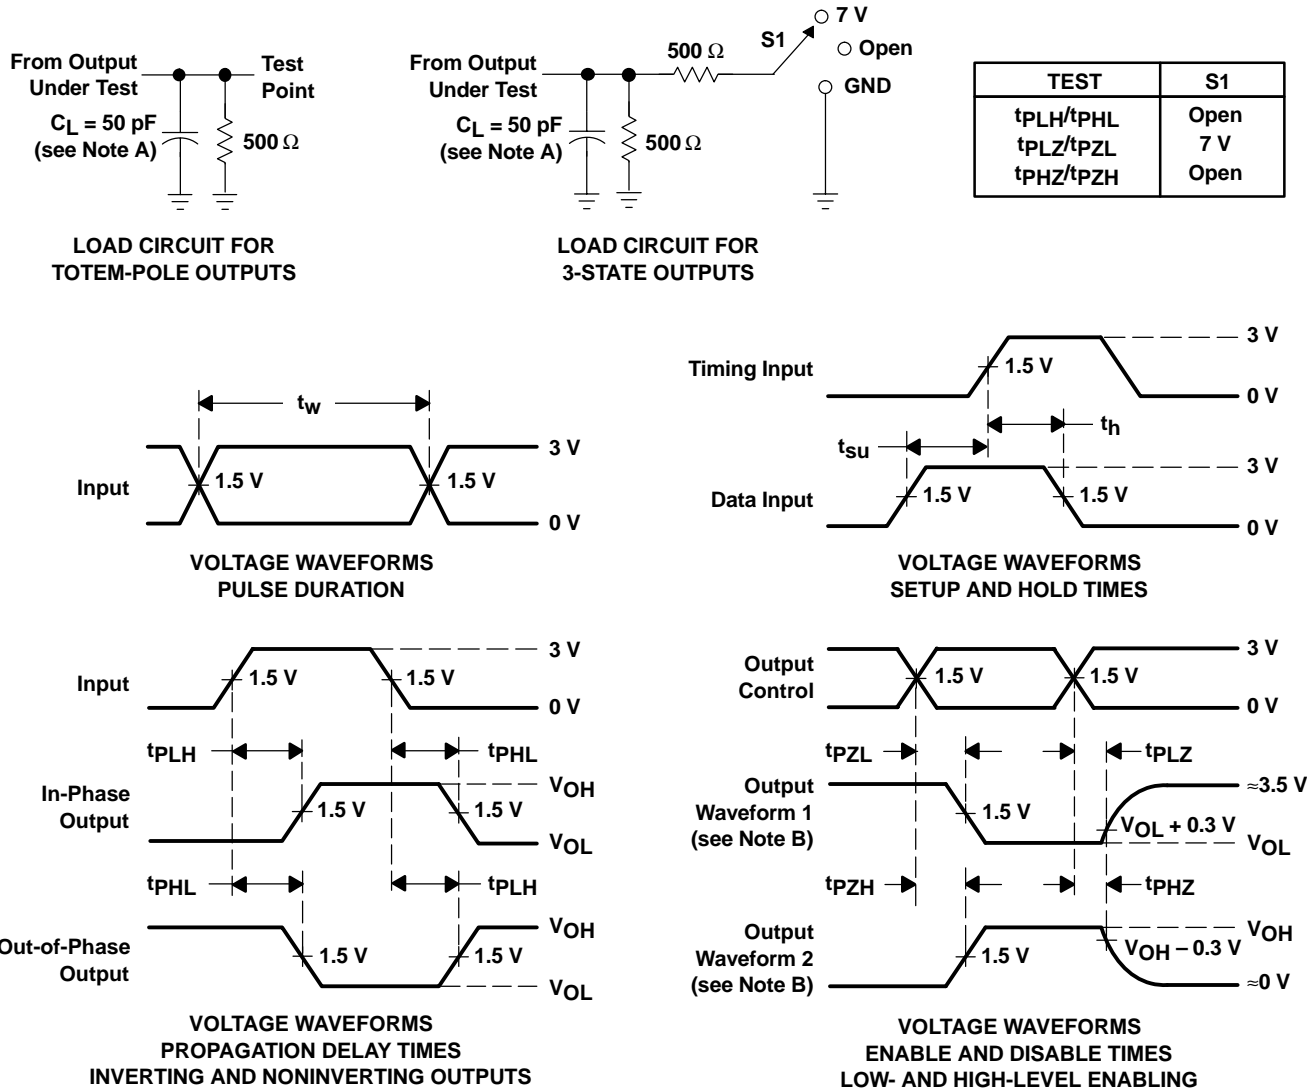 From Output
Under Test
Test
Point
CL = 50 pF
(see Note A)
500 Ω
LOAD CIRCUIT FOR
TOTEM-POLE OUTPUTS
From Output
Under Test
500 Ω
S1
7 V
Open
GND
CL = 50 pF
(see Note A)
500 Ω
LOAD CIRCUIT FOR
3-STATE OUTPUTS
TEST S1
tPLH/tPHL Open
tPLZ/tPZL 7 V
tPHZ/tPZH Open
tw
Input
1.5 V
1.5 V
3 V
0 V
VOLTAGE WAVEFORMS
PULSE DURATION
Timing Input
1.5 V
3 V
0 V
tsu
th
Data Input
1.5 V
1.5 V
3 V
0 V
VOLTAGE WAVEFORMS
SETUP AND HOLD TIMES
Input
1.5 V
1.5 V
3 V
0 V
tPLH
tPHL
In-Phase
Output
1.5 V
1.5 V
VOH
VOL
tPHL
tPLH
Out-of-Phase
Output
1.5 V
1.5 V
VOH
VOL
VOLTAGE WAVEFORMS
PROPAGATION DELAY TIMES
INVERTING AND NONINVERTING OUTPUTS
Output
Control
1.5 V
1.5 V
3 V
0 V
tPZL
tPLZ
Output
Waveform 1
(see Note B)
1.5 V
VOL + 0.3 V
≈3.5 V
VOL
tPZH
tPHZ
Output
Waveform 2
(see Note B)
1.5 V
VOH − 0.3 V
VOH
≈0 V
VOLTAGE WAVEFORMS
ENABLE AND DISABLE TIMES
LOW- AND HIGH-LEVEL ENABLING